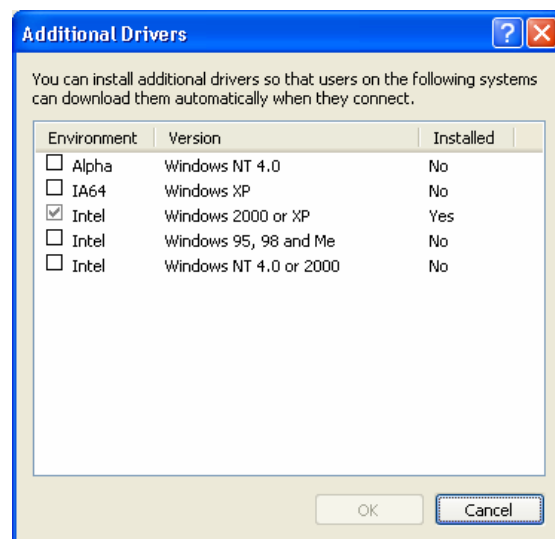 Additional Drivers
You can install additional drivers so that users on the following systems
can download them automatically when they connect.
Environment Version Installed
Alpha Windows NT 4.0 No
IA64 Windows XP No
Intel Windows 2000 or XP Yes
Intel Windows 95, 98 and Me No
Intel Windows NT 4.0 or 2000 No
OK Cancel